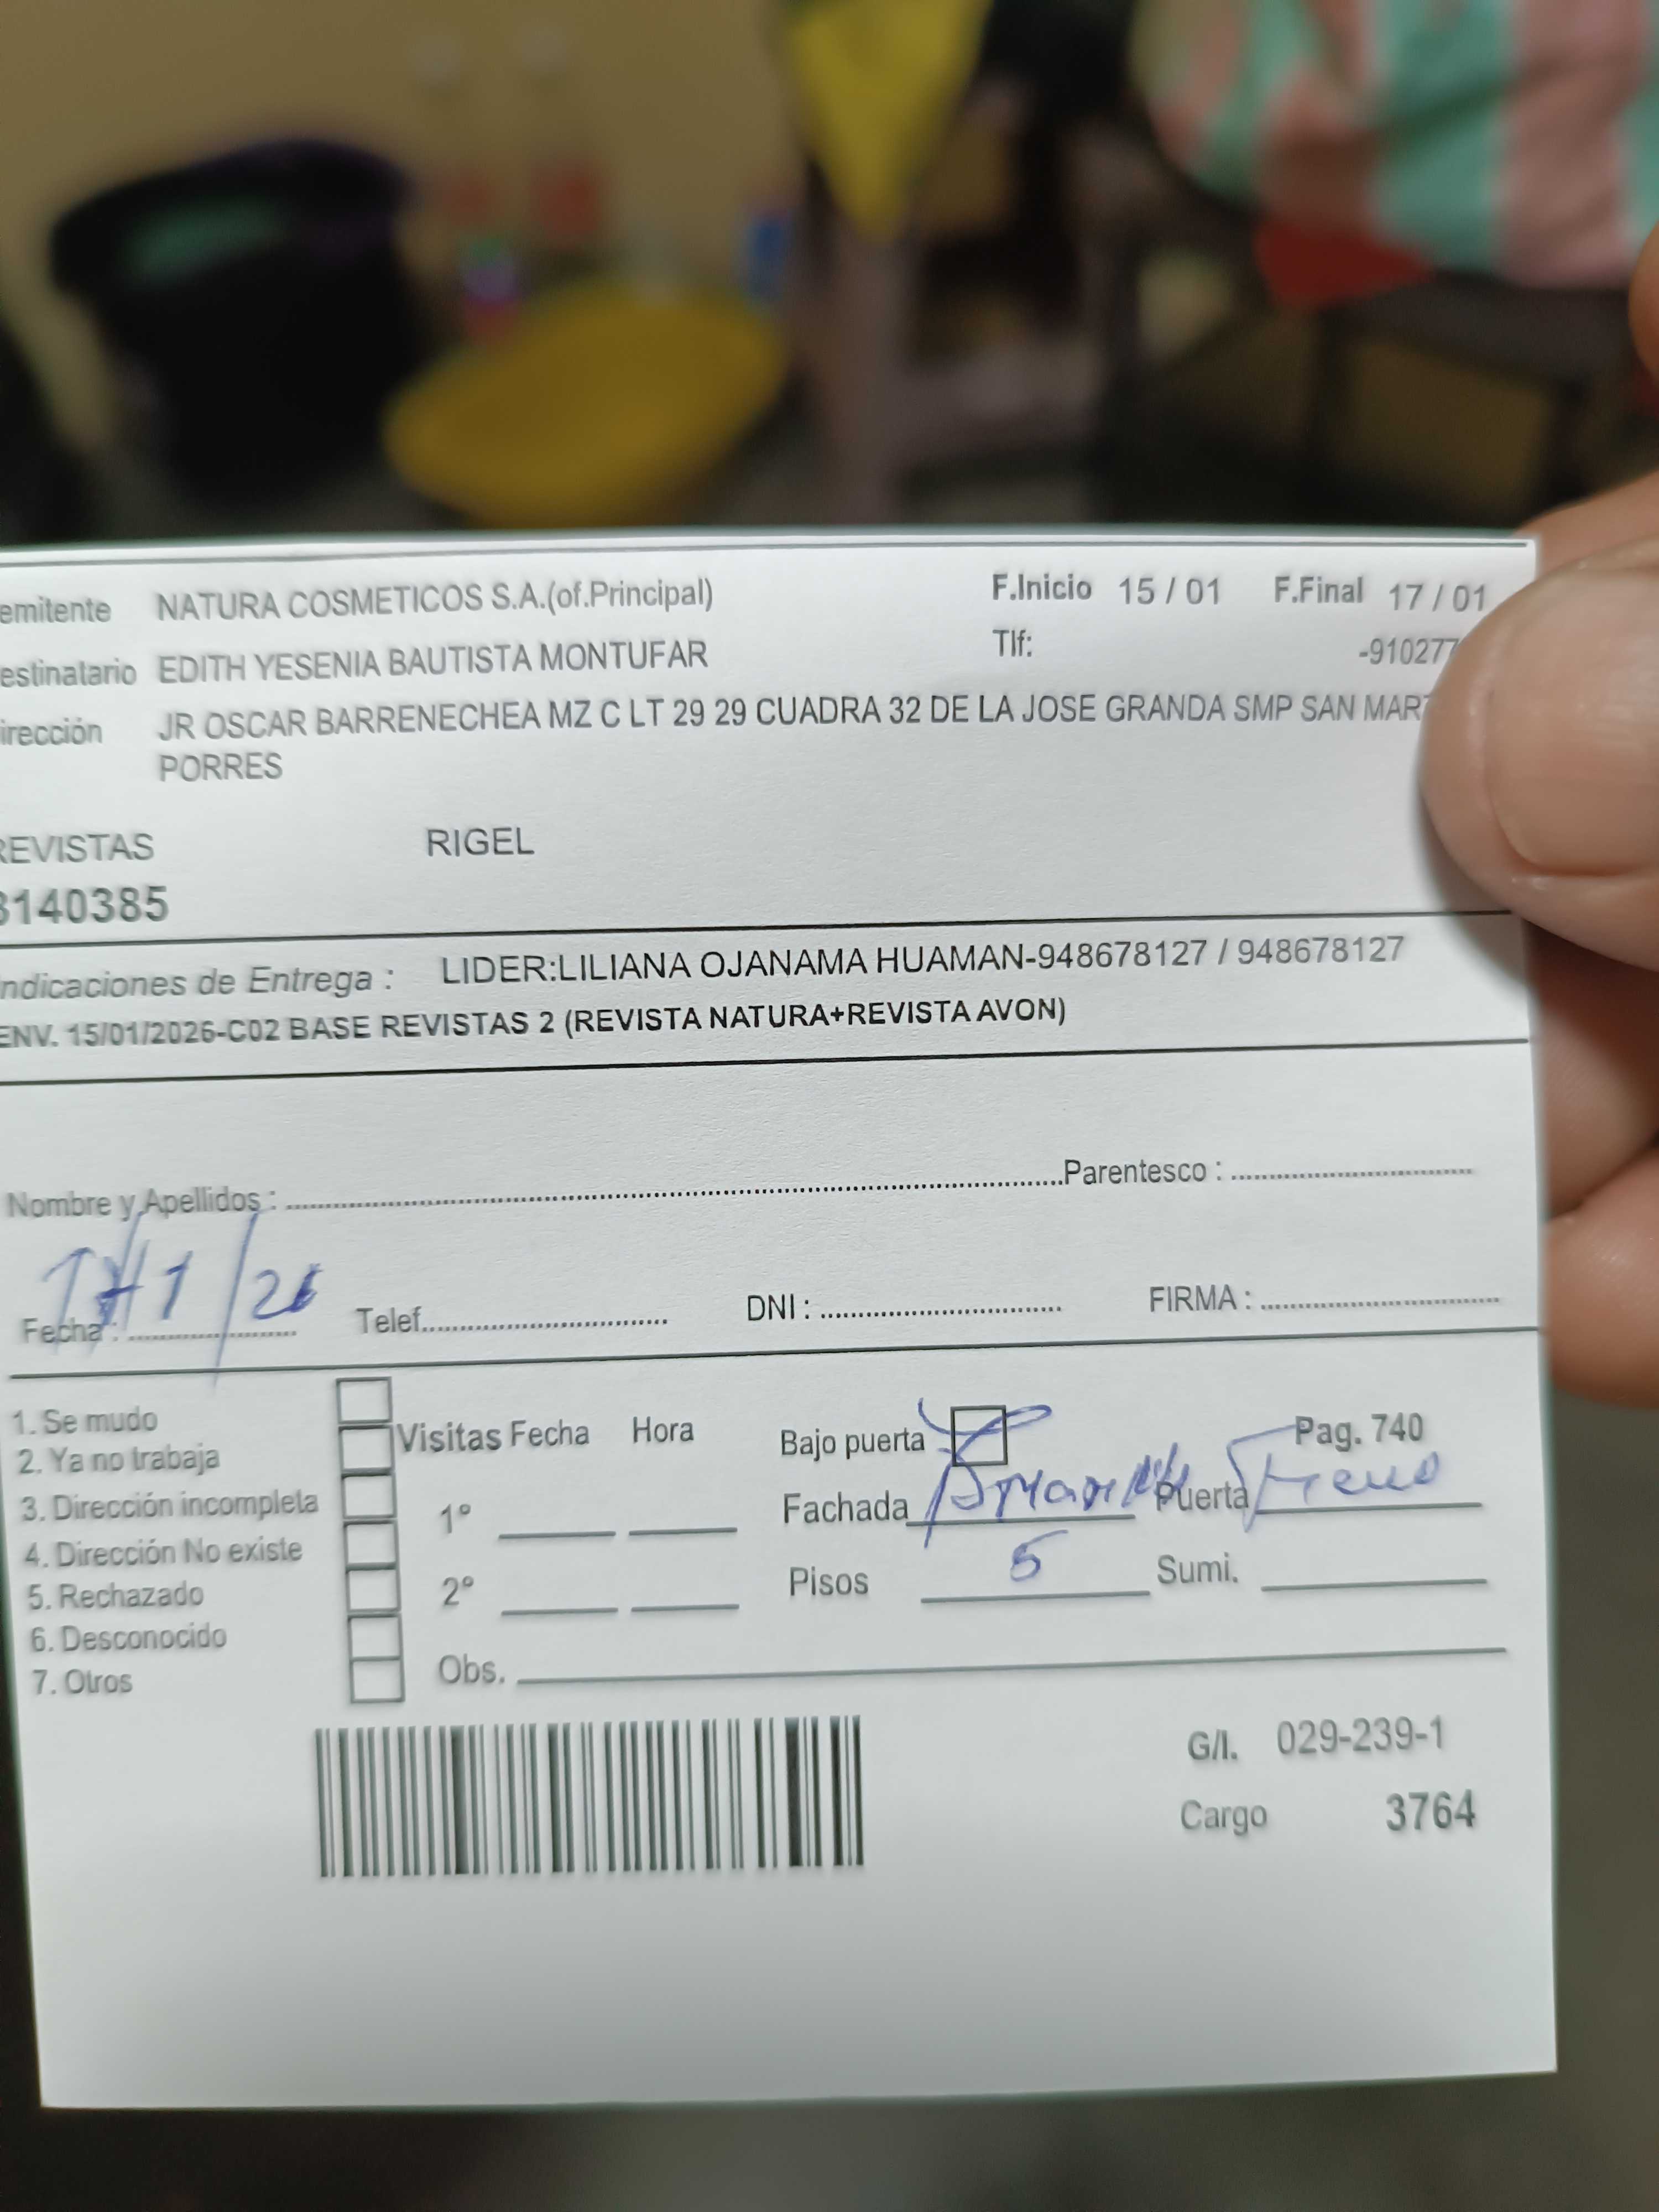 emitente NATURA COSMETICOS S.A.(of.Principal) F.Inicio 15 / 01 F.Final 17 / 01
estinatario EDITH YESENIA BAUTISTA MONTUFAR Tlf: -910277
irección JR OSCAR BARRENECHEA MZ C LT 29 29 CUADRA 32 DE LA JOSE GRANDA SMP SAN MAR
PORRES
REVISTAS RIGEL
3140385
Indicaciones de Entrega : LIDER:LILIANA OJANAMA HUAMAN-948678127 / 948678127
ENV. 15/01/2026-C02 BASE REVISTAS 2 (REVISTA NATURA+REVISTA AVON)
Nombre y Apellidos : Parentesco :
Fecha : /1/26 Telef. DNI : FIRMA :
1. Se mudo
2. Ya no trabaja
3. Dirección incompleta
4. Dirección No existe
5. Rechazado
6. Desconocido
7. Otros
Visitas Fecha Hora
1º
2º
Obs.
Bajo puerta Pag. 740
Fachada Puerta
Pisos 5 Sumi.
G/I. 029-239-1
Cargo 3764